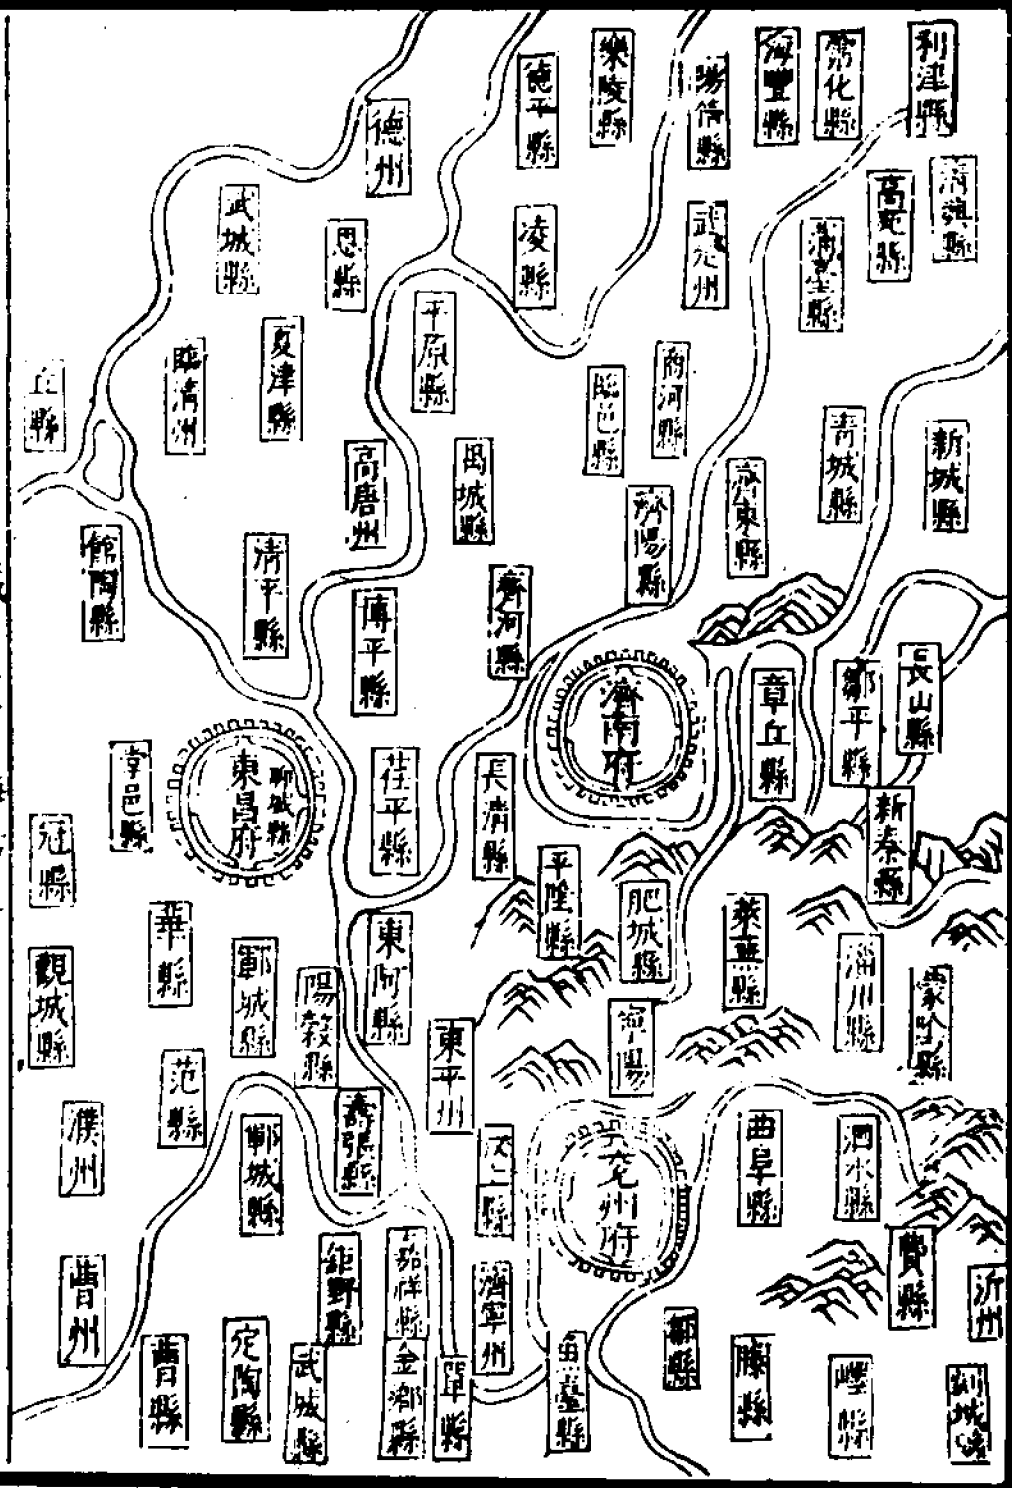 利津縣
霑化縣
海豐縣
陽信縣
樂陵縣
德平縣
德州
蒲臺縣
高苑縣
武定州
凌縣
恩縣
武城縣
平原縣
夏津縣
臨清州
丘縣
商河縣
臨邑縣
新城縣
青城縣
齊東縣
濟陽縣
禹城縣
高唐州
清平縣
館陶縣
齊河縣
博平縣
長山縣
鄒平縣
章丘縣
濟南府
長清縣
茌平縣
東昌府
聊城縣
堂邑縣
冠縣
新泰縣
萊蕪縣
肥城縣
平陰縣
東阿縣
陽穀縣
鄆城縣
莘縣
觀城縣
淄川縣
蒙陰縣
寧陽
東平州
壽張縣
范縣
濮州
泗水縣
曲阜縣
兗州府
鄆城縣
費縣
沂州
濟寧州
嘉祥縣
鉅野縣
曹州
鄒縣
滕縣
嶧縣
魚臺縣
單縣
金鄉縣
武城縣
定陶縣
曹縣